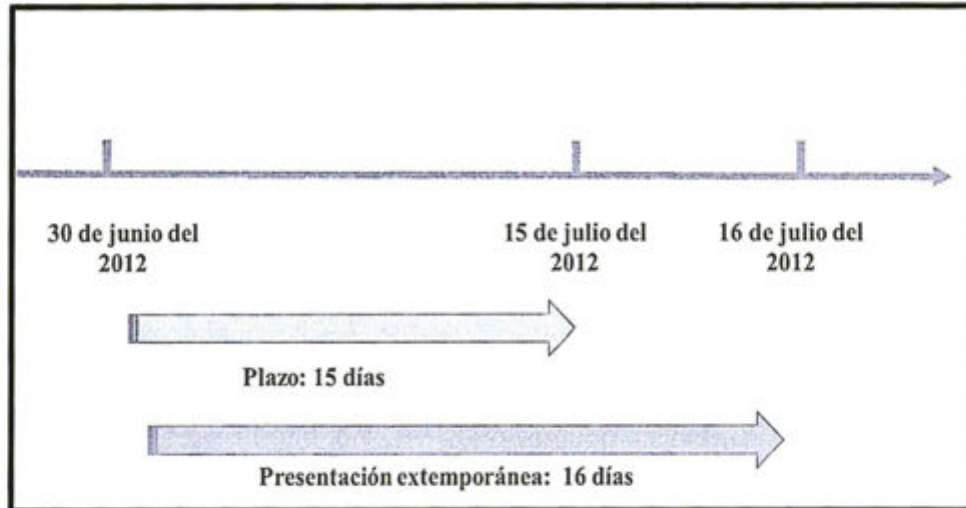 30 de junio del
2012
15 de julio del
2012
16 de julio del
2012
Plazo: 15 días
Presentación extemporánea: 16 días